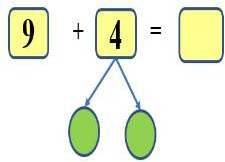 9 + 4 =